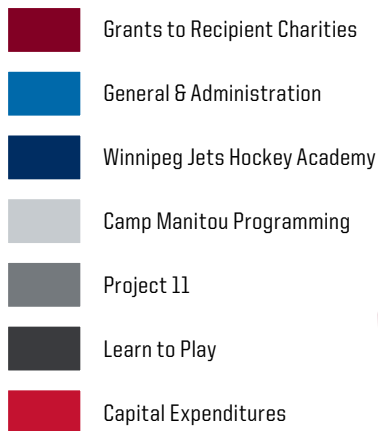 Grants to Recipient Charities
General & Administration
Winnipeg Jets Hockey Academy
Camp Manitou Programming
Project 11
Learn to Play
Capital Expenditures